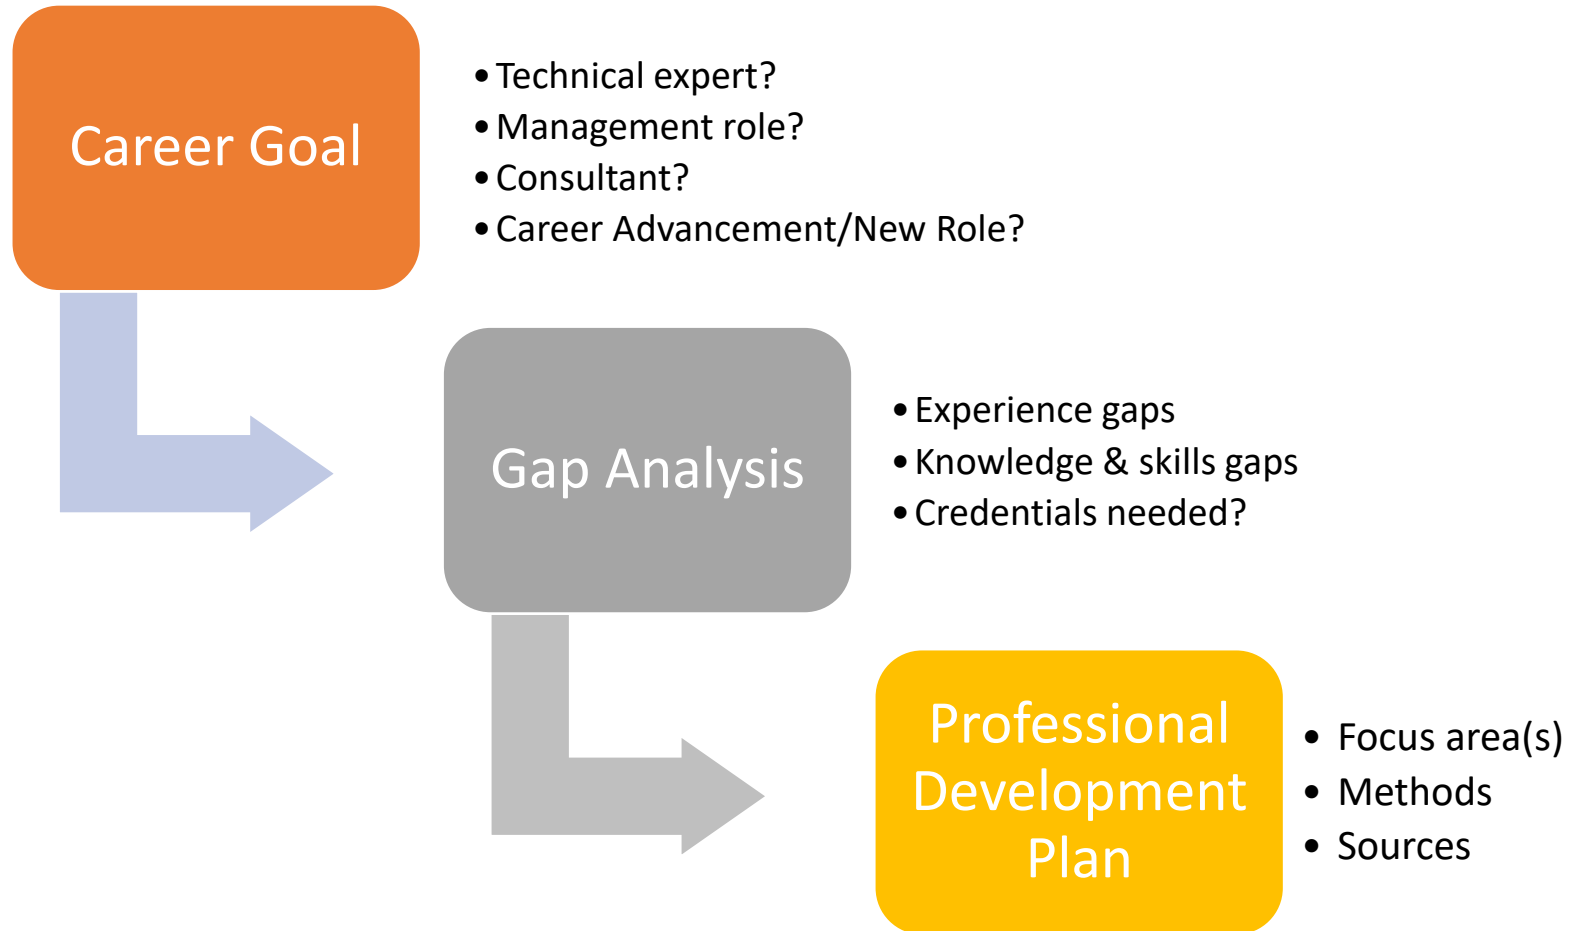 Career Goal
• Technical expert?
• Management role?
• Consultant?
• Career Advancement/New Role?
Gap Analysis
• Experience gaps
• Knowledge & skills gaps
• Credentials needed?
Professional
Development
Plan
• Focus area(s)
• Methods
• Sources